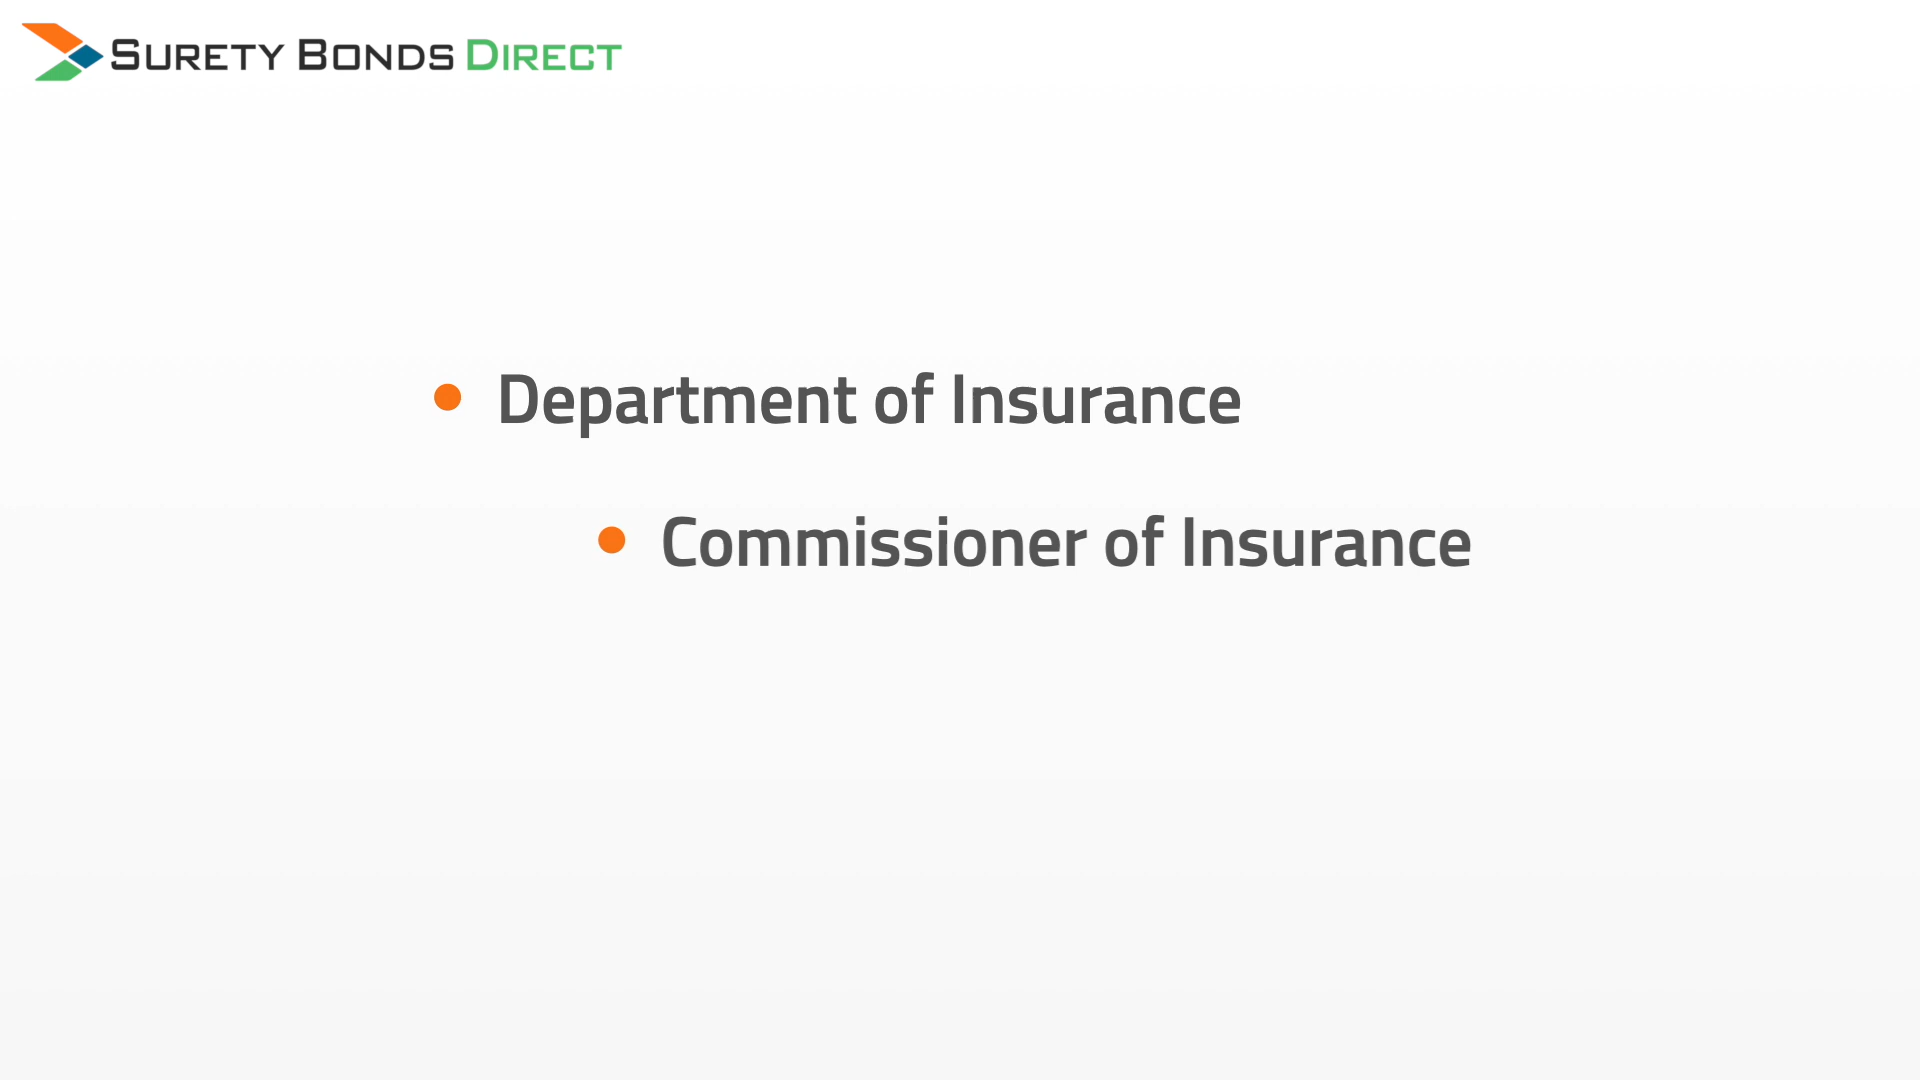 SURETY BONDS DIRECT
• Department of Insurance
• Commissioner of Insurance